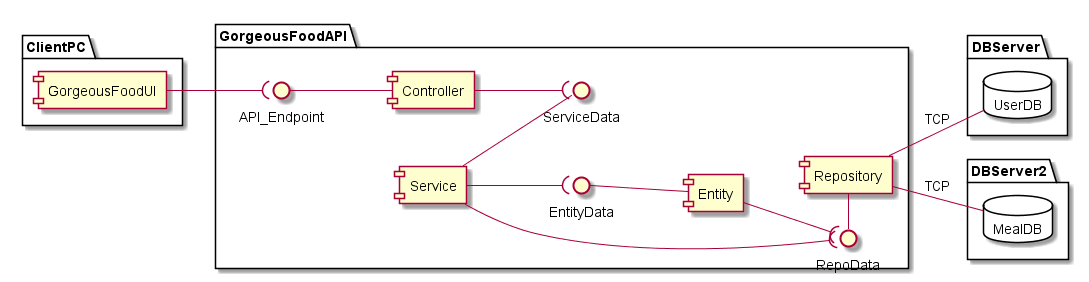 GorgeousFoodAPI
ClientPC
DBServer
GorgeousFoodUI
API_Endpoint
Controller
ServiceData
UserDB
TCP
DBServer2
Service
EntityData
Entity
Repository
TCP
MealDB
RepoData